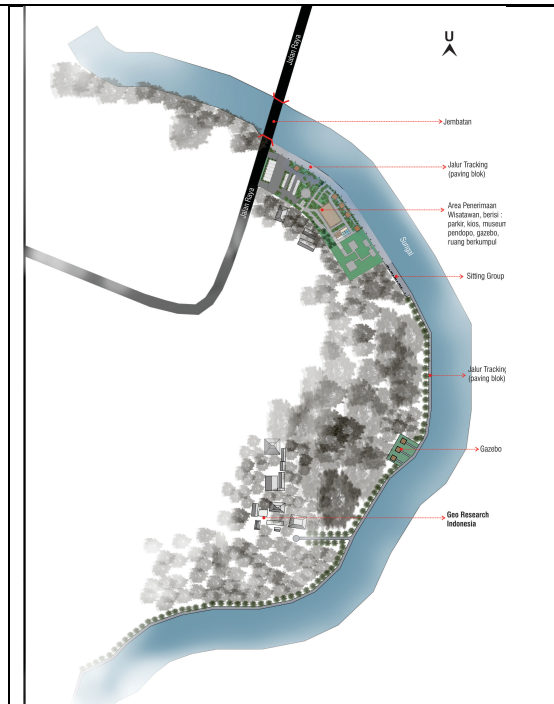 U
Jalan Raya
Jembatan
Jalur Tracking
(paving blok)
Area Penerimaan
Wisatawan, berisi :
parkir, kios, museum
pendopo, gazebo,
ruang berkumpul
Jalan Raya
Sungai
Sitting Group
Jalur Tracking
(paving blok)
Gazebo
Geo Research
Indonesia